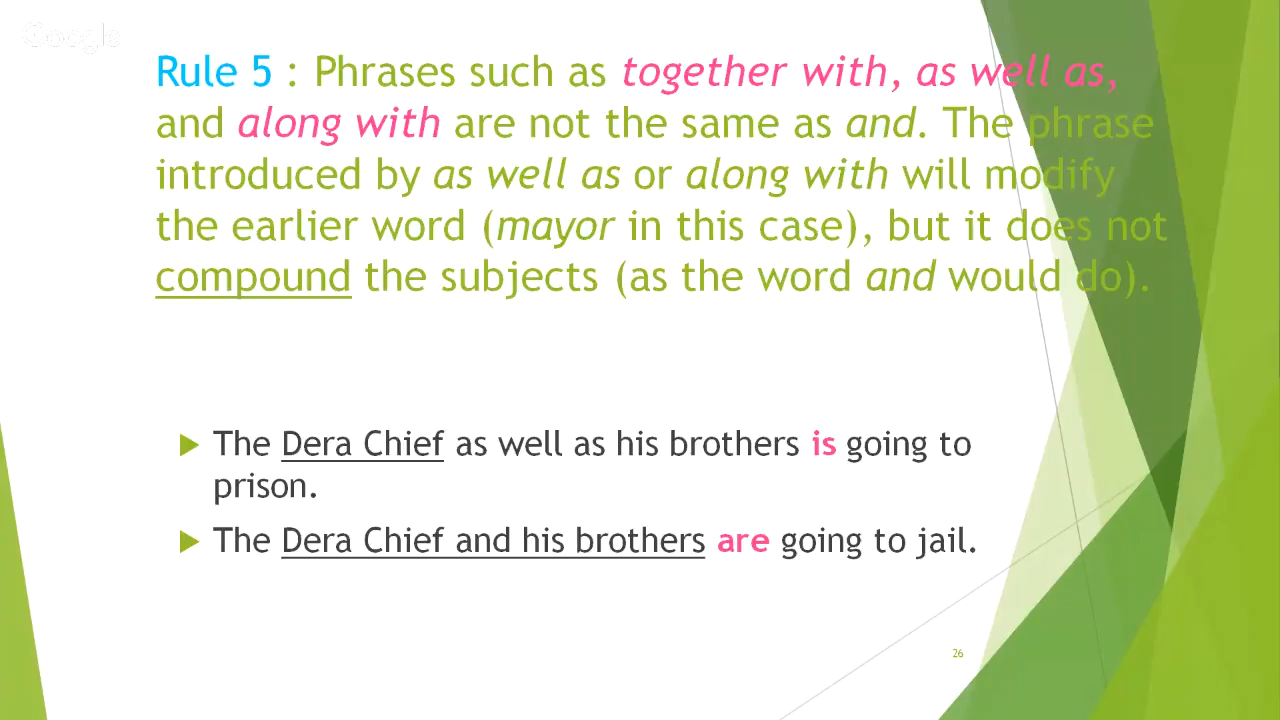 Google
Rule 5 : Phrases such as together with, as well as,
and along with are not the same as and. The phrase
introduced by as well as or along with will modify
the earlier word (mayor in this case), but it does not
compound the subjects (as the word and would do).
The Dera Chief as well as his brothers is going to
prison.
The Dera Chief and his brothers are going to jail.
26